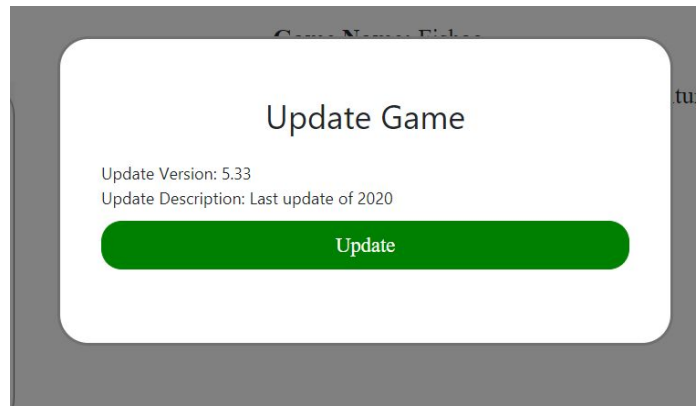 Update Game
Update Version: 5.33
Update Description: Last update of 2020
Update